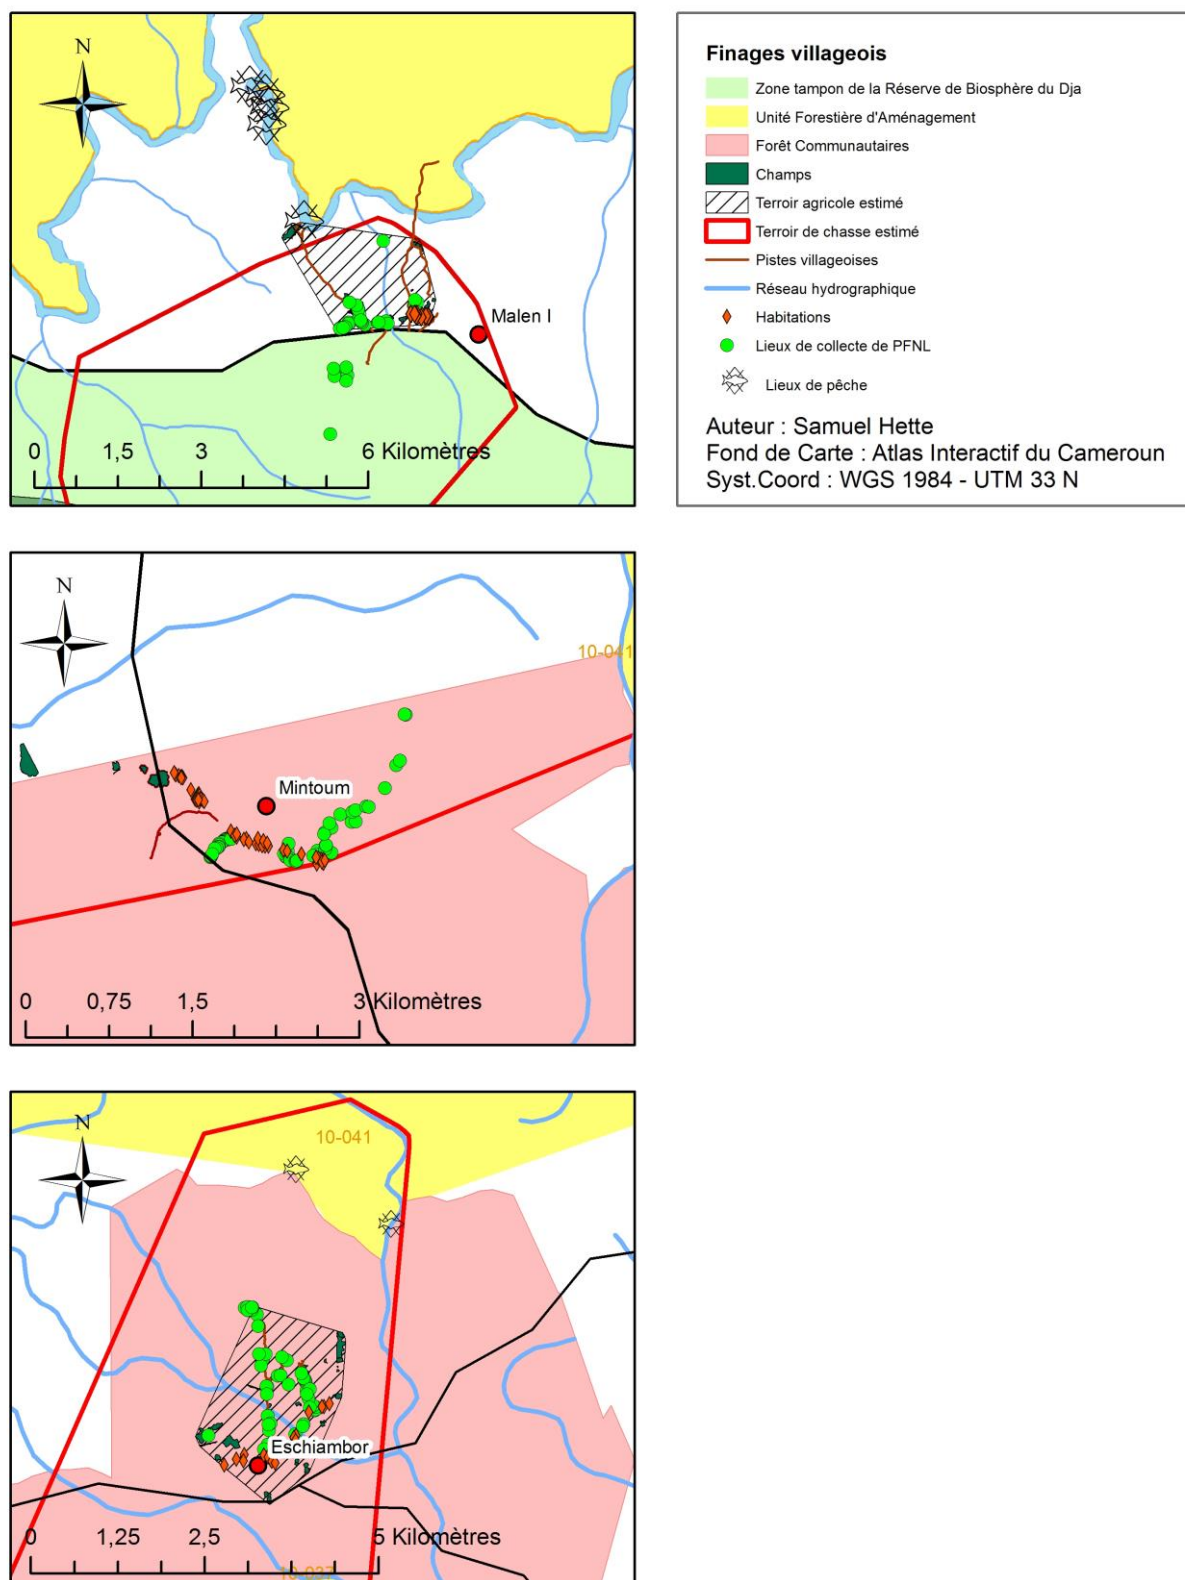 N
Malen I
0 1,5 3 6 Kilomètres
Finages villageois
Zone tampon de la Réserve de Biosphère du Dja
Unité Forestière d'Aménagement
Forêt Communautaires
Champs
Terroir agricole estimé
Terroir de chasse estimé
Pistes villageoises
Réseau hydrographique
Habitations
Lieux de collecte de PFNL
Lieux de pêche
Auteur : Samuel Hette
Fond de Carte : Atlas Interactif du Cameroun
Syst.Coord : WGS 1984 - UTM 33 N
N
10-041
Mintoum
0 0,75 1,5 3 Kilomètres
N
10-041
Eschiambor
0 1,25 2,5 5 Kilomètres
10-037